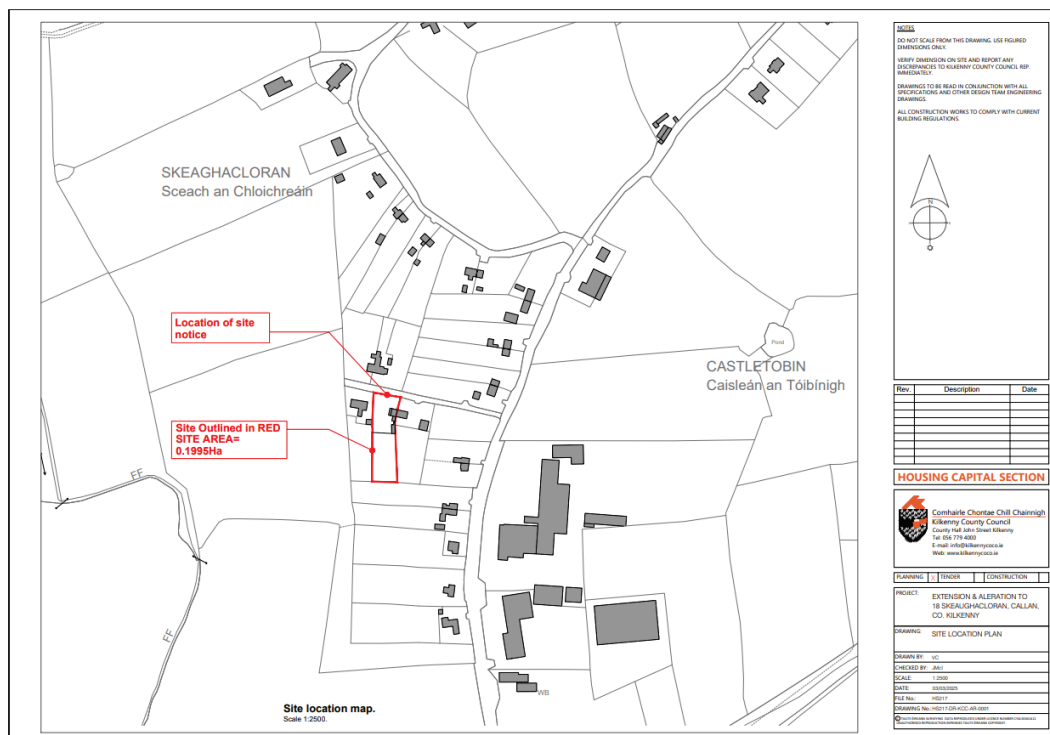 SKEAGHACLORAN
Sceach an Chloichreáin
Location of site
notice
Site Outlined in RED
SITE AREA=
0.1995Ha
CASTLETOBIN
Caisleán an Tóibínigh
Pond
FF
FF
WB
Site location map.
Scale 1:2500.
NOTES
DO NOT SCALE FROM THIS DRAWING. USE FIGURED
DIMENSIONS ONLY.
VERIFY DIMENSION ON SITE AND REPORT ANY
DISCREPANCIES TO KILKENNY COUNTY COUNCIL REP.
IMMEDIATELY.
DRAWINGS TO BE READ IN CONJUNCTION WITH ALL
SPECIFICATIONS AND OTHER DESIGN TEAM ENGINEERING
DRAWINGS.
ALL CONSTRUCTION WORKS TO COMPLY WITH CURRENT
BUILDING REGULATIONS.
N
Rev. Description Date
HOUSING CAPITAL SECTION
Comhairle Chontae Chill Chainnigh
Kilkenny County Council
County Hall John Street Kilkenny
Tel: 056 779 4000
E-mail: info@kilkennycoco.ie
Web: www.kilkennycoco.ie
PLANNING X TENDER CONSTRUCTION
PROJECT: EXTENSION & ALERATION TO
18 SKEAUGHACLORAN, CALLAN,
CO. KILKENNY
DRAWING: SITE LOCATION PLAN
DRAWN BY: VC
CHECKED BY: JMcl
SCALE: 1:2500
DATE: 03/03/2025
FILE No.: HS217
DRAWING No.: HS217-DR-KCC-AR-0001